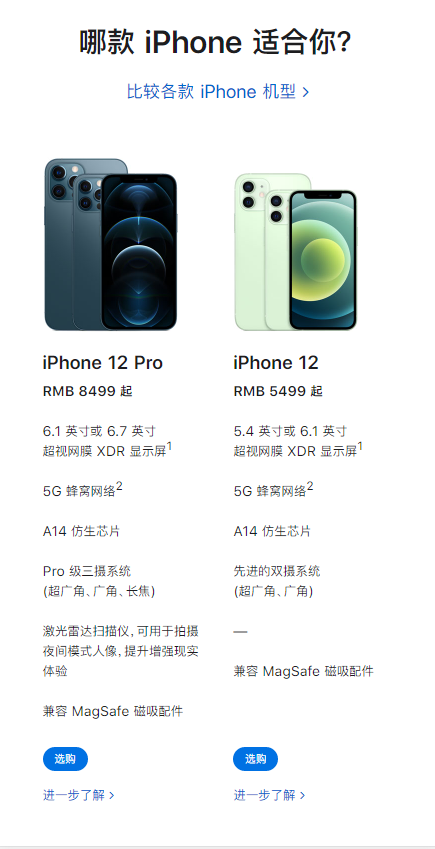 哪款 iPhone 适合你?
比较各款 iPhone 机型 >
iPhone 12 Pro
RMB 8499 起
6.1 英寸或 6.7 英寸
超视网膜 XDR 显示屏1
5G 蜂窝网络2
A14 仿生芯片
Pro 级三摄系统
(超广角、广角、长焦)
激光雷达扫描仪, 可用于拍摄
夜间模式人像, 提升增强现实
体验
兼容 MagSafe 磁吸配件
选购
进一步了解 >
iPhone 12
RMB 5499 起
5.4 英寸或 6.1 英寸
超视网膜 XDR 显示屏1
5G 蜂窝网络2
A14 仿生芯片
先进的双摄系统
(超广角、广角)
—
兼容 MagSafe 磁吸配件
选购
进一步了解 >